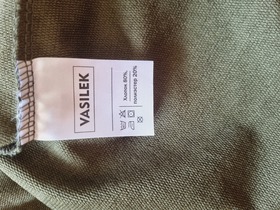 VASILEK
Хлопок 80%,
полиэстер 20%